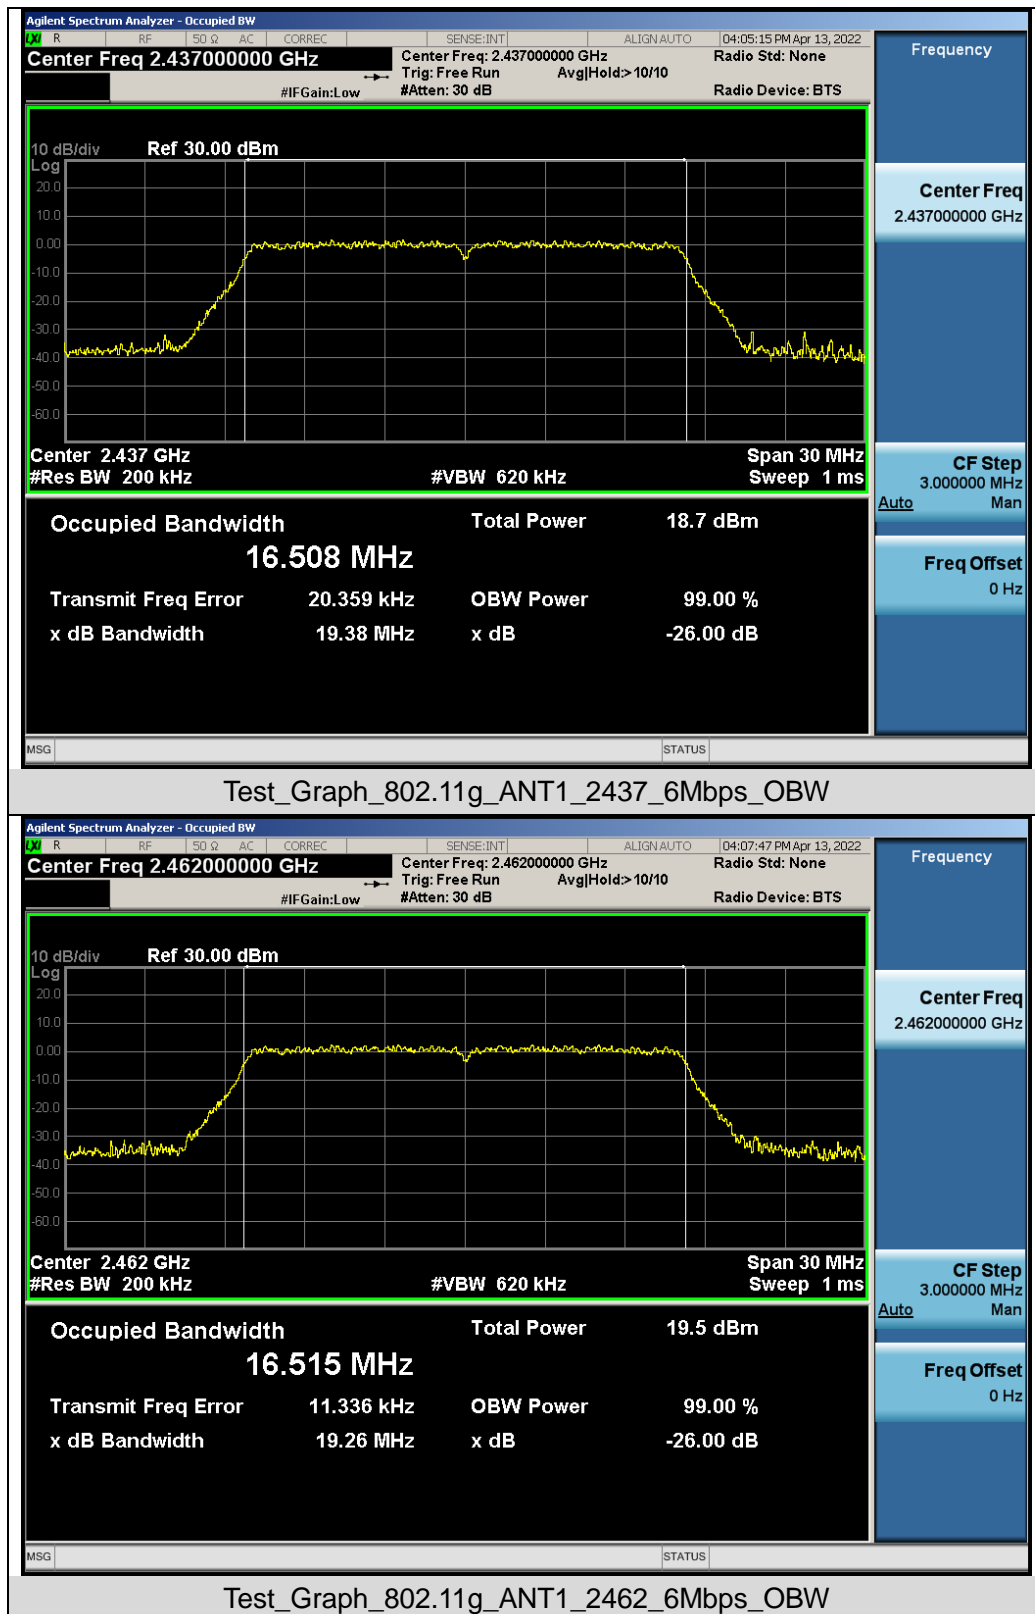 Agilent Spectrum Analyzer - Occupied BW
LXI R RF 50 Ω AC CORREC SENSE:INT ALIGN AUTO 04:05:15 PM Apr 13, 2022
Center Freq 2.437000000 GHz Center Freq: 2.437000000 GHz Radio Std: None Frequency
Trig: Free Run Avg|Hold:> 10/10
#IFGain:Low #Atten: 30 dB Radio Device: BTS
10 dB/div Ref 30.00 dBm
Log
20.0
10.0
0.00
-10.0
-20.0
-30.0
-40.0
-50.0
-60.0
Center Freq
2.437000000 GHz
Center 2.437 GHz Span 30 MHz
#Res BW 200 kHz #VBW 620 kHz Sweep 1 ms
CF Step
3.000000 MHz
Auto Man
Occupied Bandwidth Total Power 18.7 dBm
16.508 MHz
Freq Offset
0 Hz
Transmit Freq Error 20.359 kHz OBW Power 99.00 %
x dB Bandwidth 19.38 MHz x dB -26.00 dB
MSG STATUS
Test_Graph_802.11g_ANT1_2437_6Mbps_OBW
Agilent Spectrum Analyzer - Occupied BW
LXI R RF 50 Ω AC CORREC SENSE:INT ALIGN AUTO 04:07:47 PM Apr 13, 2022
Center Freq 2.462000000 GHz Center Freq: 2.462000000 GHz Radio Std: None Frequency
Trig: Free Run Avg|Hold:> 10/10
#IFGain:Low #Atten: 30 dB Radio Device: BTS
10 dB/div Ref 30.00 dBm
Log
20.0
10.0
0.00
-10.0
-20.0
-30.0
-40.0
-50.0
-60.0
Center Freq
2.462000000 GHz
Center 2.462 GHz Span 30 MHz
#Res BW 200 kHz #VBW 620 kHz Sweep 1 ms
CF Step
3.000000 MHz
Auto Man
Occupied Bandwidth Total Power 19.5 dBm
16.515 MHz
Freq Offset
0 Hz
Transmit Freq Error 11.336 kHz OBW Power 99.00 %
x dB Bandwidth 19.26 MHz x dB -26.00 dB
MSG STATUS
Test_Graph_802.11g_ANT1_2462_6Mbps_OBW